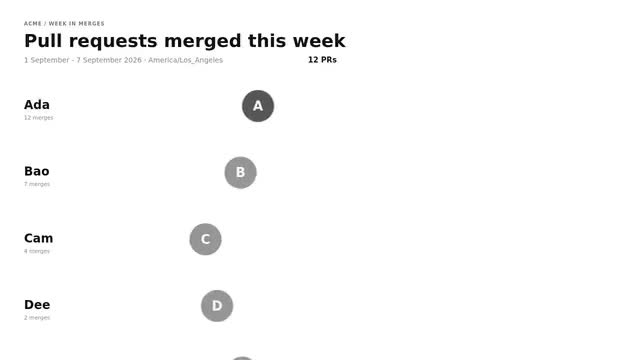 ACME / WEEK IN MERGES
Pull requests merged this week
1 September - 7 September 2026 · America/Los_Angeles
12 PRs
Ada
12 merges
A
Bao
7 merges
B
Cam
4 merges
C
Dee
2 merges
D